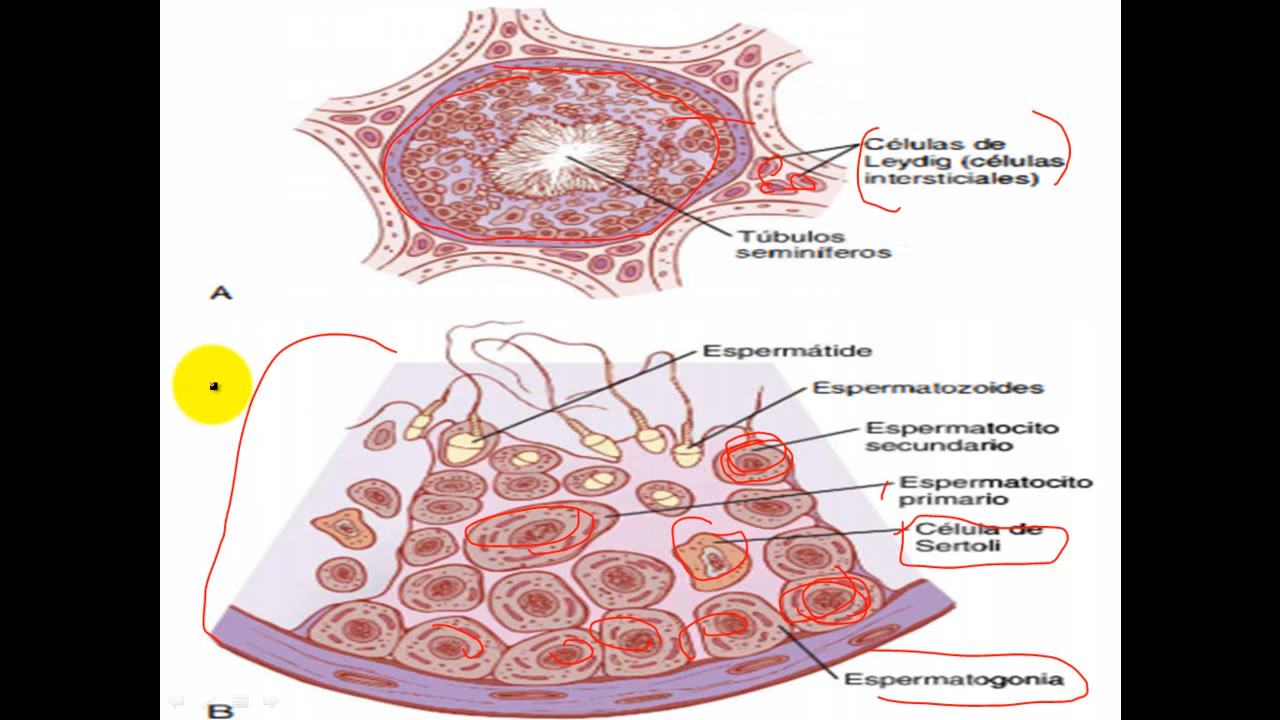 Células de
Leydig (células
intersticiales)
Túbulos
seminíferos
A
Espermátide
Espermatozoides
Espermatocito
secundario
Espermatocito
primario
Célula de
Sertoli
Espermatogonia
B